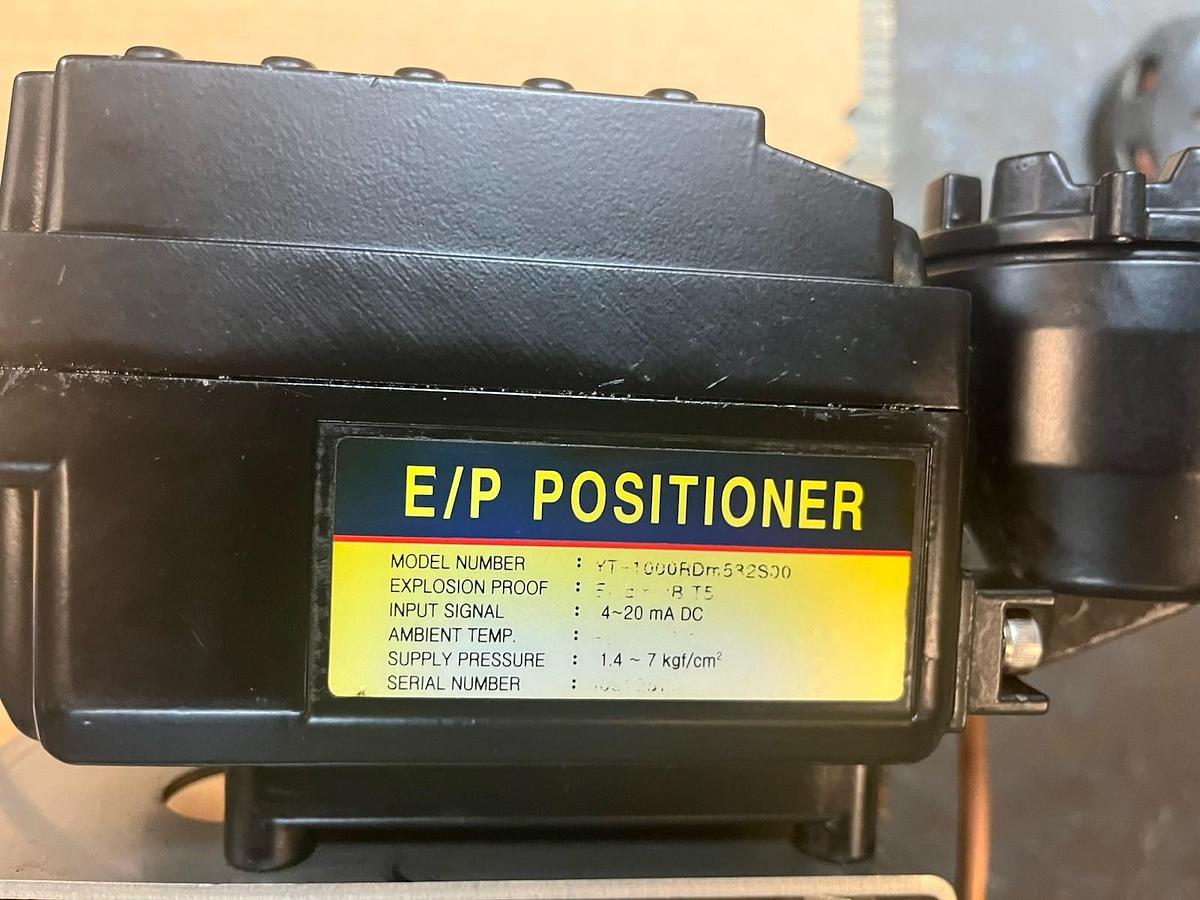 E/P POSITIONER
MODEL NUMBER :
EXPLOSION PROOF :
INPUT SIGNAL : 4~20 mA DC
AMBIENT TEMP. :
SUPPLY PRESSURE : 1.4 ~ 7 kgf/cm²
SERIAL NUMBER :